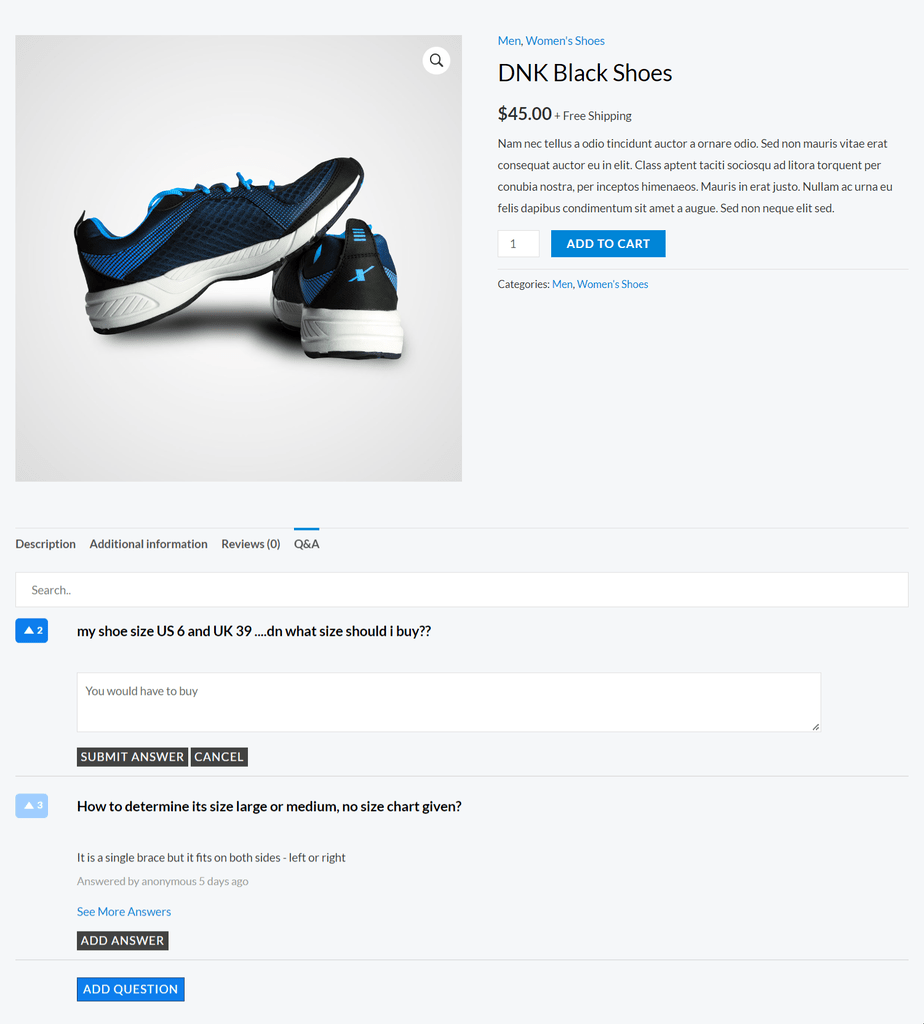 Men, Women's Shoes
DNK Black Shoes
$45.00 + Free Shipping
Nam nec tellus a odio tincidunt auctor a ornare odio. Sed non mauris vitae erat
consequat auctor eu in elit. Class aptent taciti sociosqu ad litora torquent per
conubia nostra, per inceptos himenaeos. Mauris in erat justo. Nullam ac urna eu
felis dapibus condimentum sit amet a augue. Sed non neque elit sed.
1
ADD TO CART
Categories: Men, Women's Shoes
Description Additional information Reviews (0) Q&A
Search..
2
my shoe size US 6 and UK 39 ....dn what size should i buy??
You would have to buy
SUBMIT ANSWER CANCEL
3
How to determine its size large or medium, no size chart given?
It is a single brace but it fits on both sides - left or right
Answered by anonymous 5 days ago
See More Answers
ADD ANSWER
ADD QUESTION